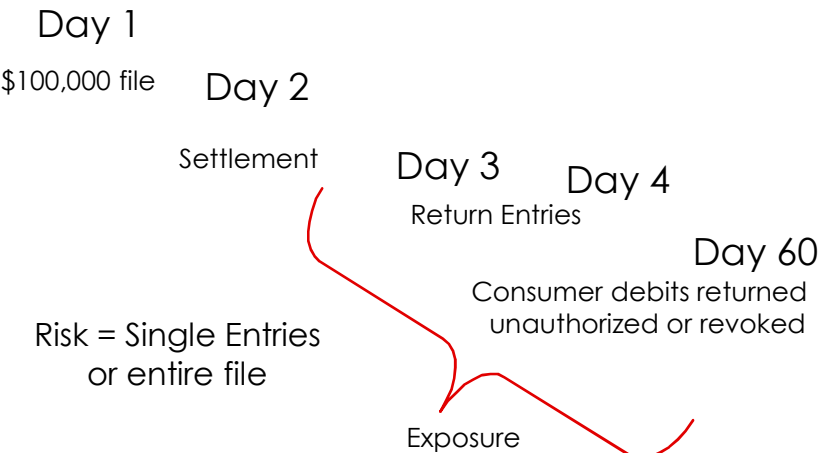 Day 1
$100,000 file
Day 2
Settlement
Day 3
Day 4
Return Entries
Day 60
Consumer debits returned
unauthorized or revoked
Risk = Single Entries
or entire file
Exposure